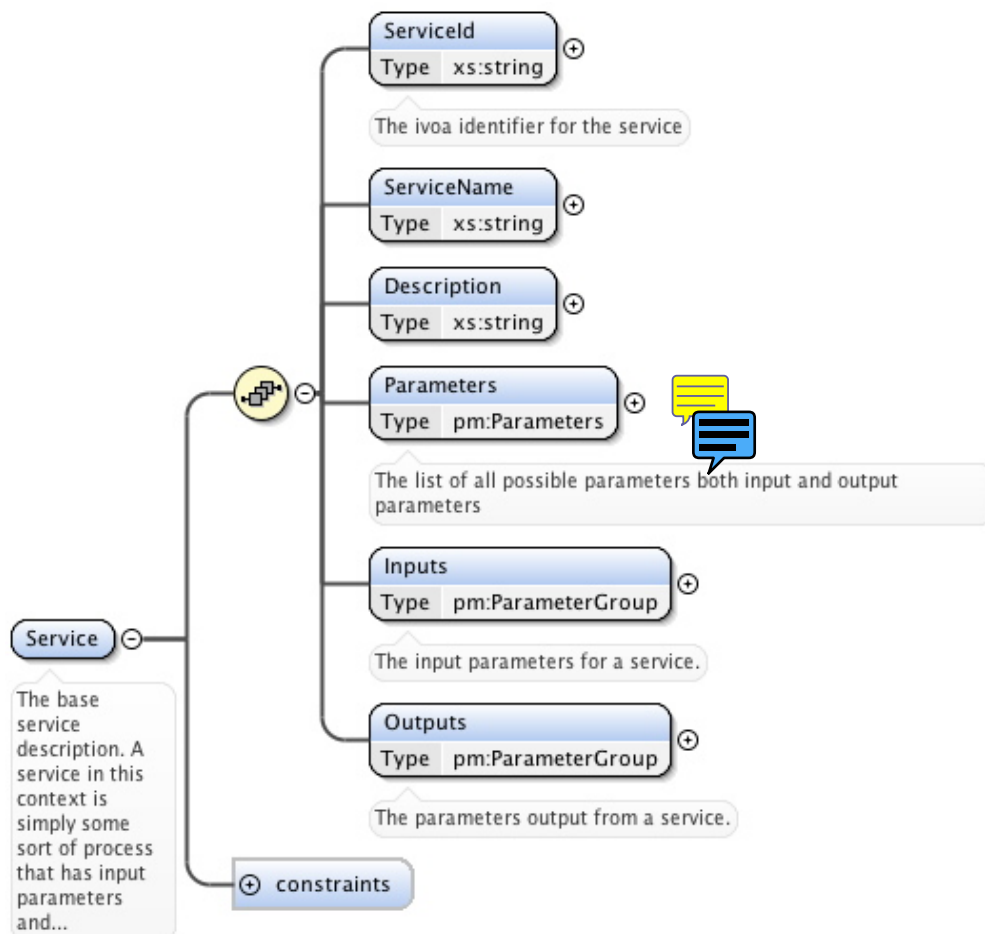 ServiceId
Type xs:string
The ivoa identifier for the service
ServiceName
Type xs:string
Description
Type xs:string
Parameters
Type pm:Parameters
The list of all possible parameters both input and output
parameters
Inputs
Type pm:ParameterGroup
The input parameters for a service.
Service
The base
service
description. A
service in this
context is
simply some
sort of process
that has input
parameters
and...
Outputs
Type pm:ParameterGroup
The parameters output from a service.
constraints